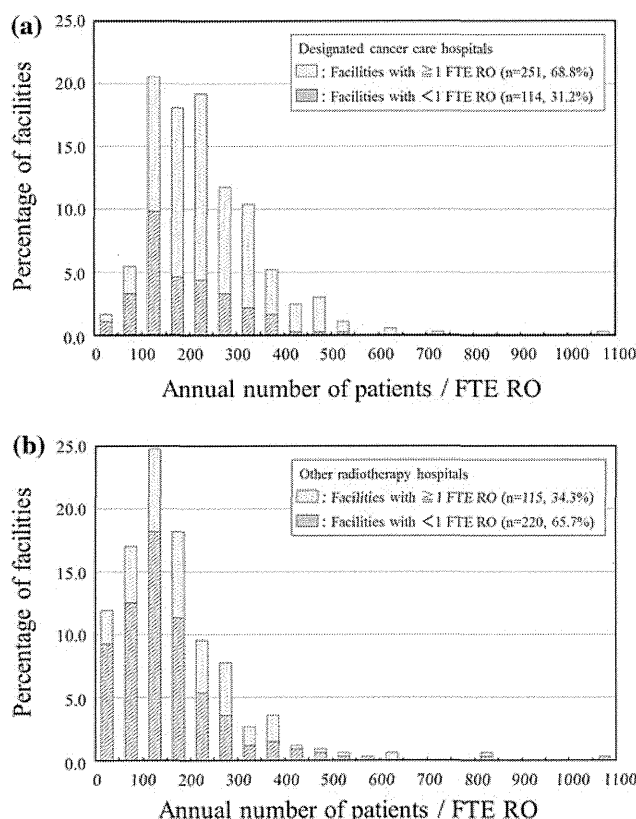 (a)
25.0
20.0
15.0
10.0
5.0
0.0
Percentage of facilities
Designated cancer care hospitals
: Facilities with ≧1 FTE RO (n=251, 68.8%)
: Facilities with <1 FTE RO (n=114, 31.2%)
0 100 200 300 400 500 600 700 800 900 1000 1100
Annual number of patients / FTE RO
(b)
25.0
20.0
15.0
10.0
5.0
0.0
Percentage of facilities
Other radiotherapy hospitals
: Facilities with ≧1 FTE RO (n=115, 34.3%)
: Facilities with <1 FTE RO (n=220, 65.7%)
0 100 200 300 400 500 600 700 800 900 1000 1100
Annual number of patients / FTE RO